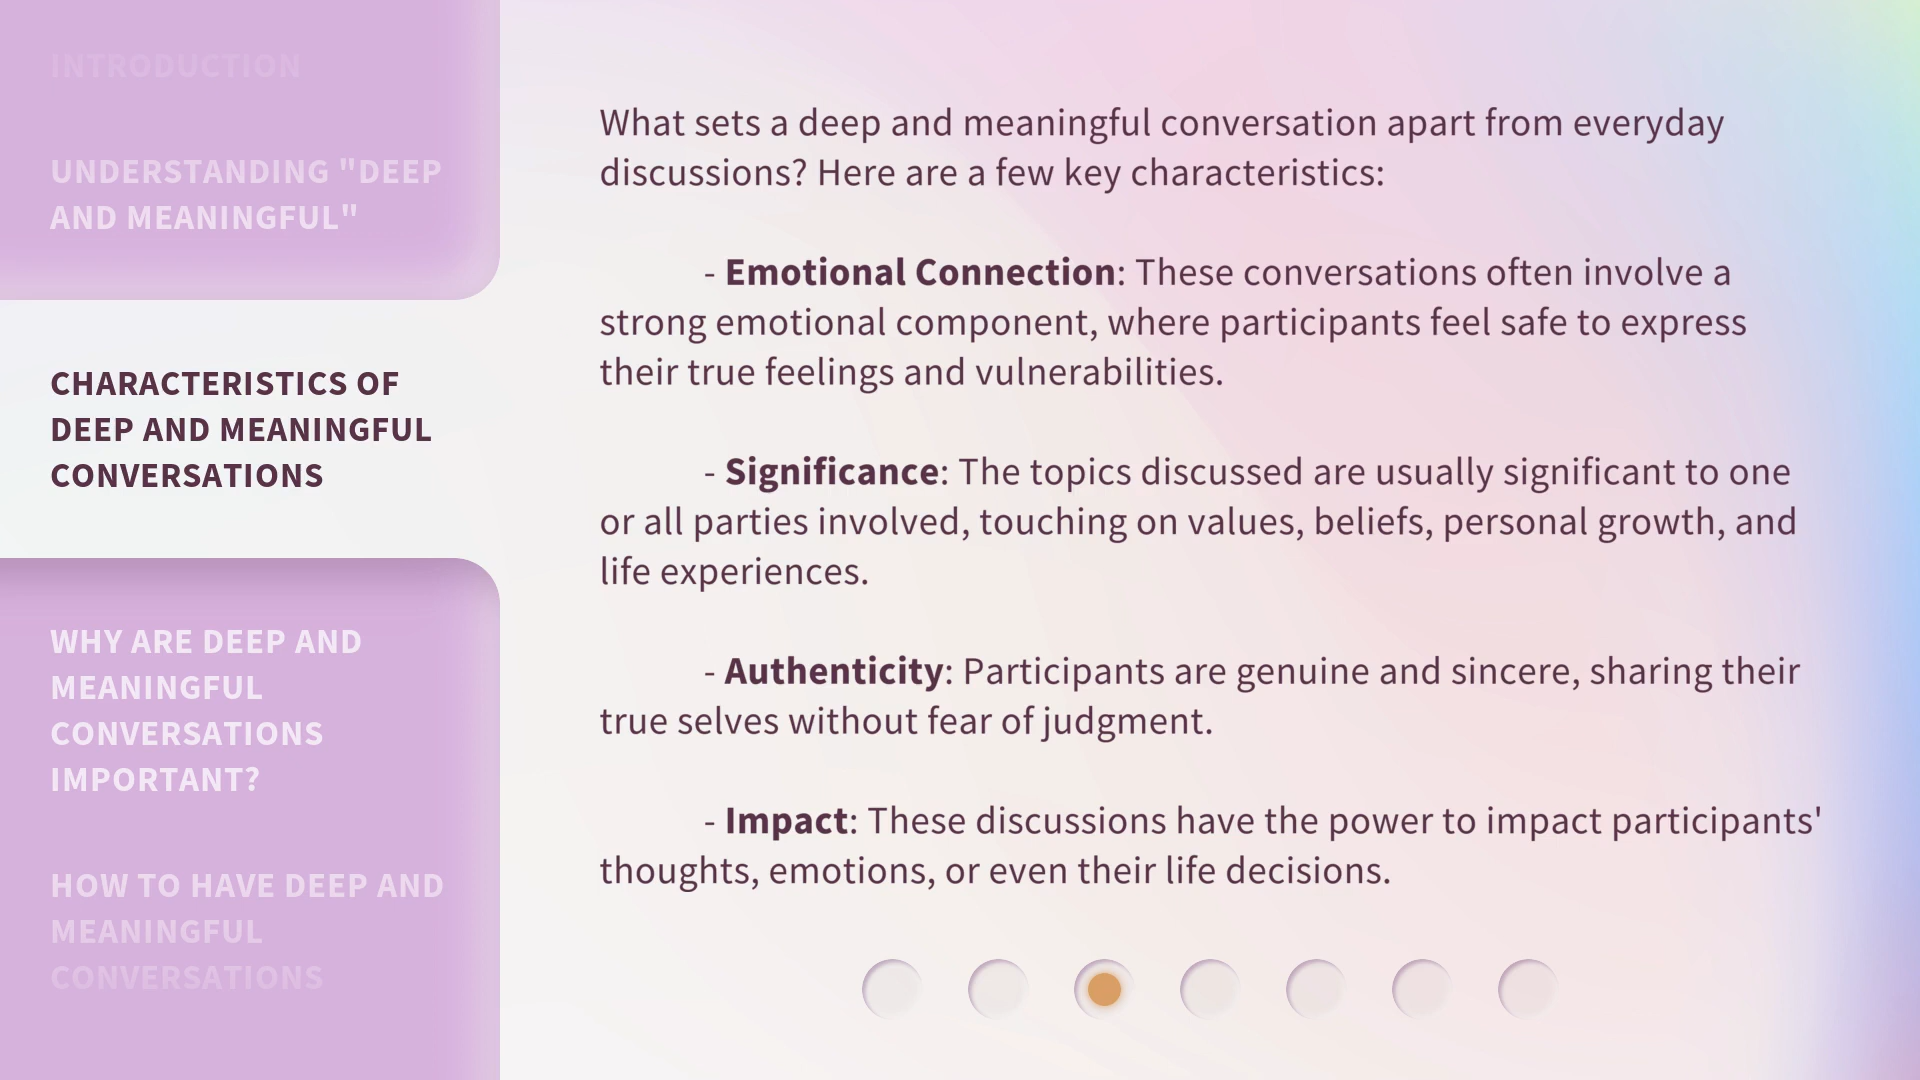 INTRODUCTION
UNDERSTANDING "DEEP
AND MEANINGFUL"
CHARACTERISTICS OF
DEEP AND MEANINGFUL
CONVERSATIONS
WHY ARE DEEP AND
MEANINGFUL
CONVERSATIONS
IMPORTANT?
HOW TO HAVE DEEP AND
MEANINGFUL
CONVERSATIONS
What sets a deep and meaningful conversation apart from everyday
discussions? Here are a few key characteristics:
- Emotional Connection: These conversations often involve a
strong emotional component, where participants feel safe to express
their true feelings and vulnerabilities.
- Significance: The topics discussed are usually significant to one
or all parties involved, touching on values, beliefs, personal growth, and
life experiences.
- Authenticity: Participants are genuine and sincere, sharing their
true selves without fear of judgment.
- Impact: These discussions have the power to impact participants'
thoughts, emotions, or even their life decisions.